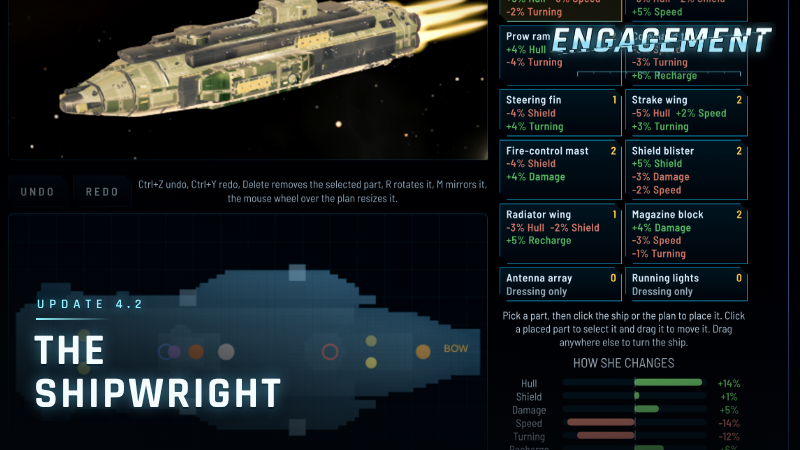 -2% Turning
+5% Speed
ENGAGEMENT
Prow ram
+4% Hull
-4% Turning
-3% Turning
+6% Recharge
Steering fin 1
-4% Shield
+4% Turning
Strake wing 2
-5% Hull +2% Speed
+3% Turning
Fire-control mast 2
-4% Shield
+4% Damage
Shield blister 2
+5% Shield
-3% Damage
-2% Speed
Radiator wing 1
-3% Hull -2% Shield
+5% Recharge
Magazine block 2
+4% Damage
-3% Speed
-1% Turning
Antenna array 0
Dressing only
Running lights 0
Dressing only
UNDO
REDO
Ctrl+Z undo, Ctrl+Y redo, Delete removes the selected part, R rotates it, M mirrors it,
the mouse wheel over the plan resizes it.
BOW
UPDATE 4.2
THE
SHIPWRIGHT
Pick a part, then click the ship or the plan to place it. Click
a placed part to select it and drag it to move it. Drag
anywhere else to turn the ship.
HOW SHE CHANGES
Hull +14%
Shield +1%
Damage +5%
Speed -14%
Turning -12%
Recharge +6%